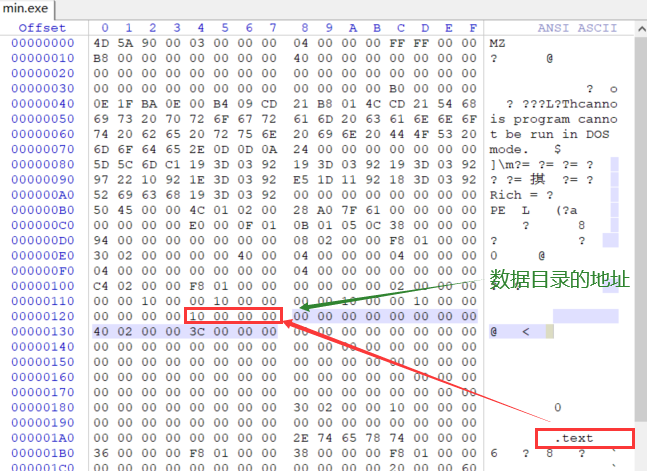 min.exe
Offset 0 1 2 3 4 5 6 7 8 9 A B C D E F ANSI ASCII
00000000 4D 5A 90 00 03 00 00 00 04 00 00 00 FF FF 00 00 MZ
00000010 B8 00 00 00 00 00 00 00 40 00 00 00 00 00 00 00 ? @
00000020 00 00 00 00 00 00 00 00 00 00 00 00 00 00 00 00
00000030 00 00 00 00 00 00 00 00 00 00 00 00 B0 00 00 00 ? o
00000040 0E 1F BA 0E 00 B4 09 CD 21 B8 01 4C CD 21 54 68 ? ???L?Thcanno
00000050 69 73 20 70 72 6F 67 72 61 6D 20 63 61 6E 6E 6F is program cannot
00000060 74 20 62 65 20 72 75 6E 20 69 6E 20 44 4F 53 20 t be run in DOS
00000070 6D 6F 64 65 2E 0D 0D 0A 24 00 00 00 00 00 00 00 mode. $
00000080 5D 5C 6D C1 19 3D 03 92 19 3D 03 92 19 3D 03 92 ]\m?= ?= ?= ?
00000090 97 22 10 92 1E 3D 03 92 E5 1D 11 92 18 3D 03 92 ? ?= 摸 ?= ?
000000A0 52 69 63 68 19 3D 03 92 00 00 00 00 00 00 00 00 Rich = ?
000000B0 50 45 00 00 4C 01 02 00 28 A0 7F 61 00 00 00 00 PE L (?a
000000C0 00 00 00 00 E0 00 0F 01 0B 01 05 0C 38 00 00 00 ? 8
000000D0 94 00 00 00 00 00 00 00 08 02 00 00 F8 01 00 00 ? ?
000000E0 30 02 00 00 00 00 40 00 04 00 00 00 04 00 00 00 0 @
000000F0 04 00 00 00 00 00 00 00 04 00 00 00 00 00 00 00
00000100 C4 02 00 00 F8 01 00 00 00 00 00 00 02 00 00 00
数据目录的地址
00000110 00 00 10 00 00 10 00 00 00 00 10 00 00 10 00 00
00000120 00 00 00 00 10 00 00 00 00 00 00 00 00 00 00 00
00000130 40 02 00 00 3C 00 00 00 00 00 00 00 00 00 00 00 @ <
00000140 00 00 00 00 00 00 00 00 00 00 00 00 00 00 00 00
00000150 00 00 00 00 00 00 00 00 00 00 00 00 00 00 00 00
00000160 00 00 00 00 00 00 00 00 00 00 00 00 00 00 00 00
00000170 00 00 00 00 00 00 00 00 00 00 00 00 00 00 00 00
00000180 00 00 00 00 00 00 00 00 30 02 00 00 10 00 00 00 0
00000190 00 00 00 00 00 00 00 00 00 00 00 00 00 00 00 00
000001A0 00 00 00 00 00 00 00 00 2E 74 65 78 74 00 00 00 .text
000001B0 36 00 00 00 F8 01 00 00 38 00 00 00 F8 01 00 00 6 ? 8 ?
000001C0 00 00 00 00 00 00 00 00 00 00 00 00 20 00 00 60 `